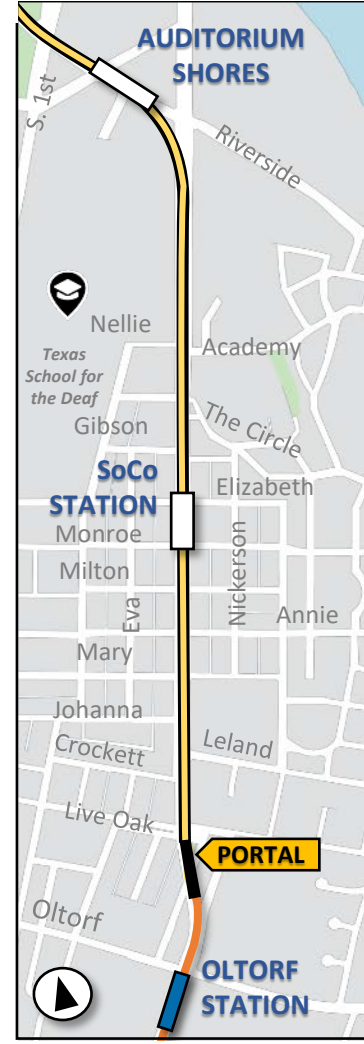 AUDITORIUM
SHORES
S. 1st
Riverside
Nellie
Academy
Texas
School for
the Deaf
Gibson
The Circle
SoCo
STATION
Elizabeth
Monroe
Milton
Nickerson
Eva
Annie
Mary
Johanna
Leland
Crockett
Live Oak
PORTAL
Oltorf
OLTORF
STATION